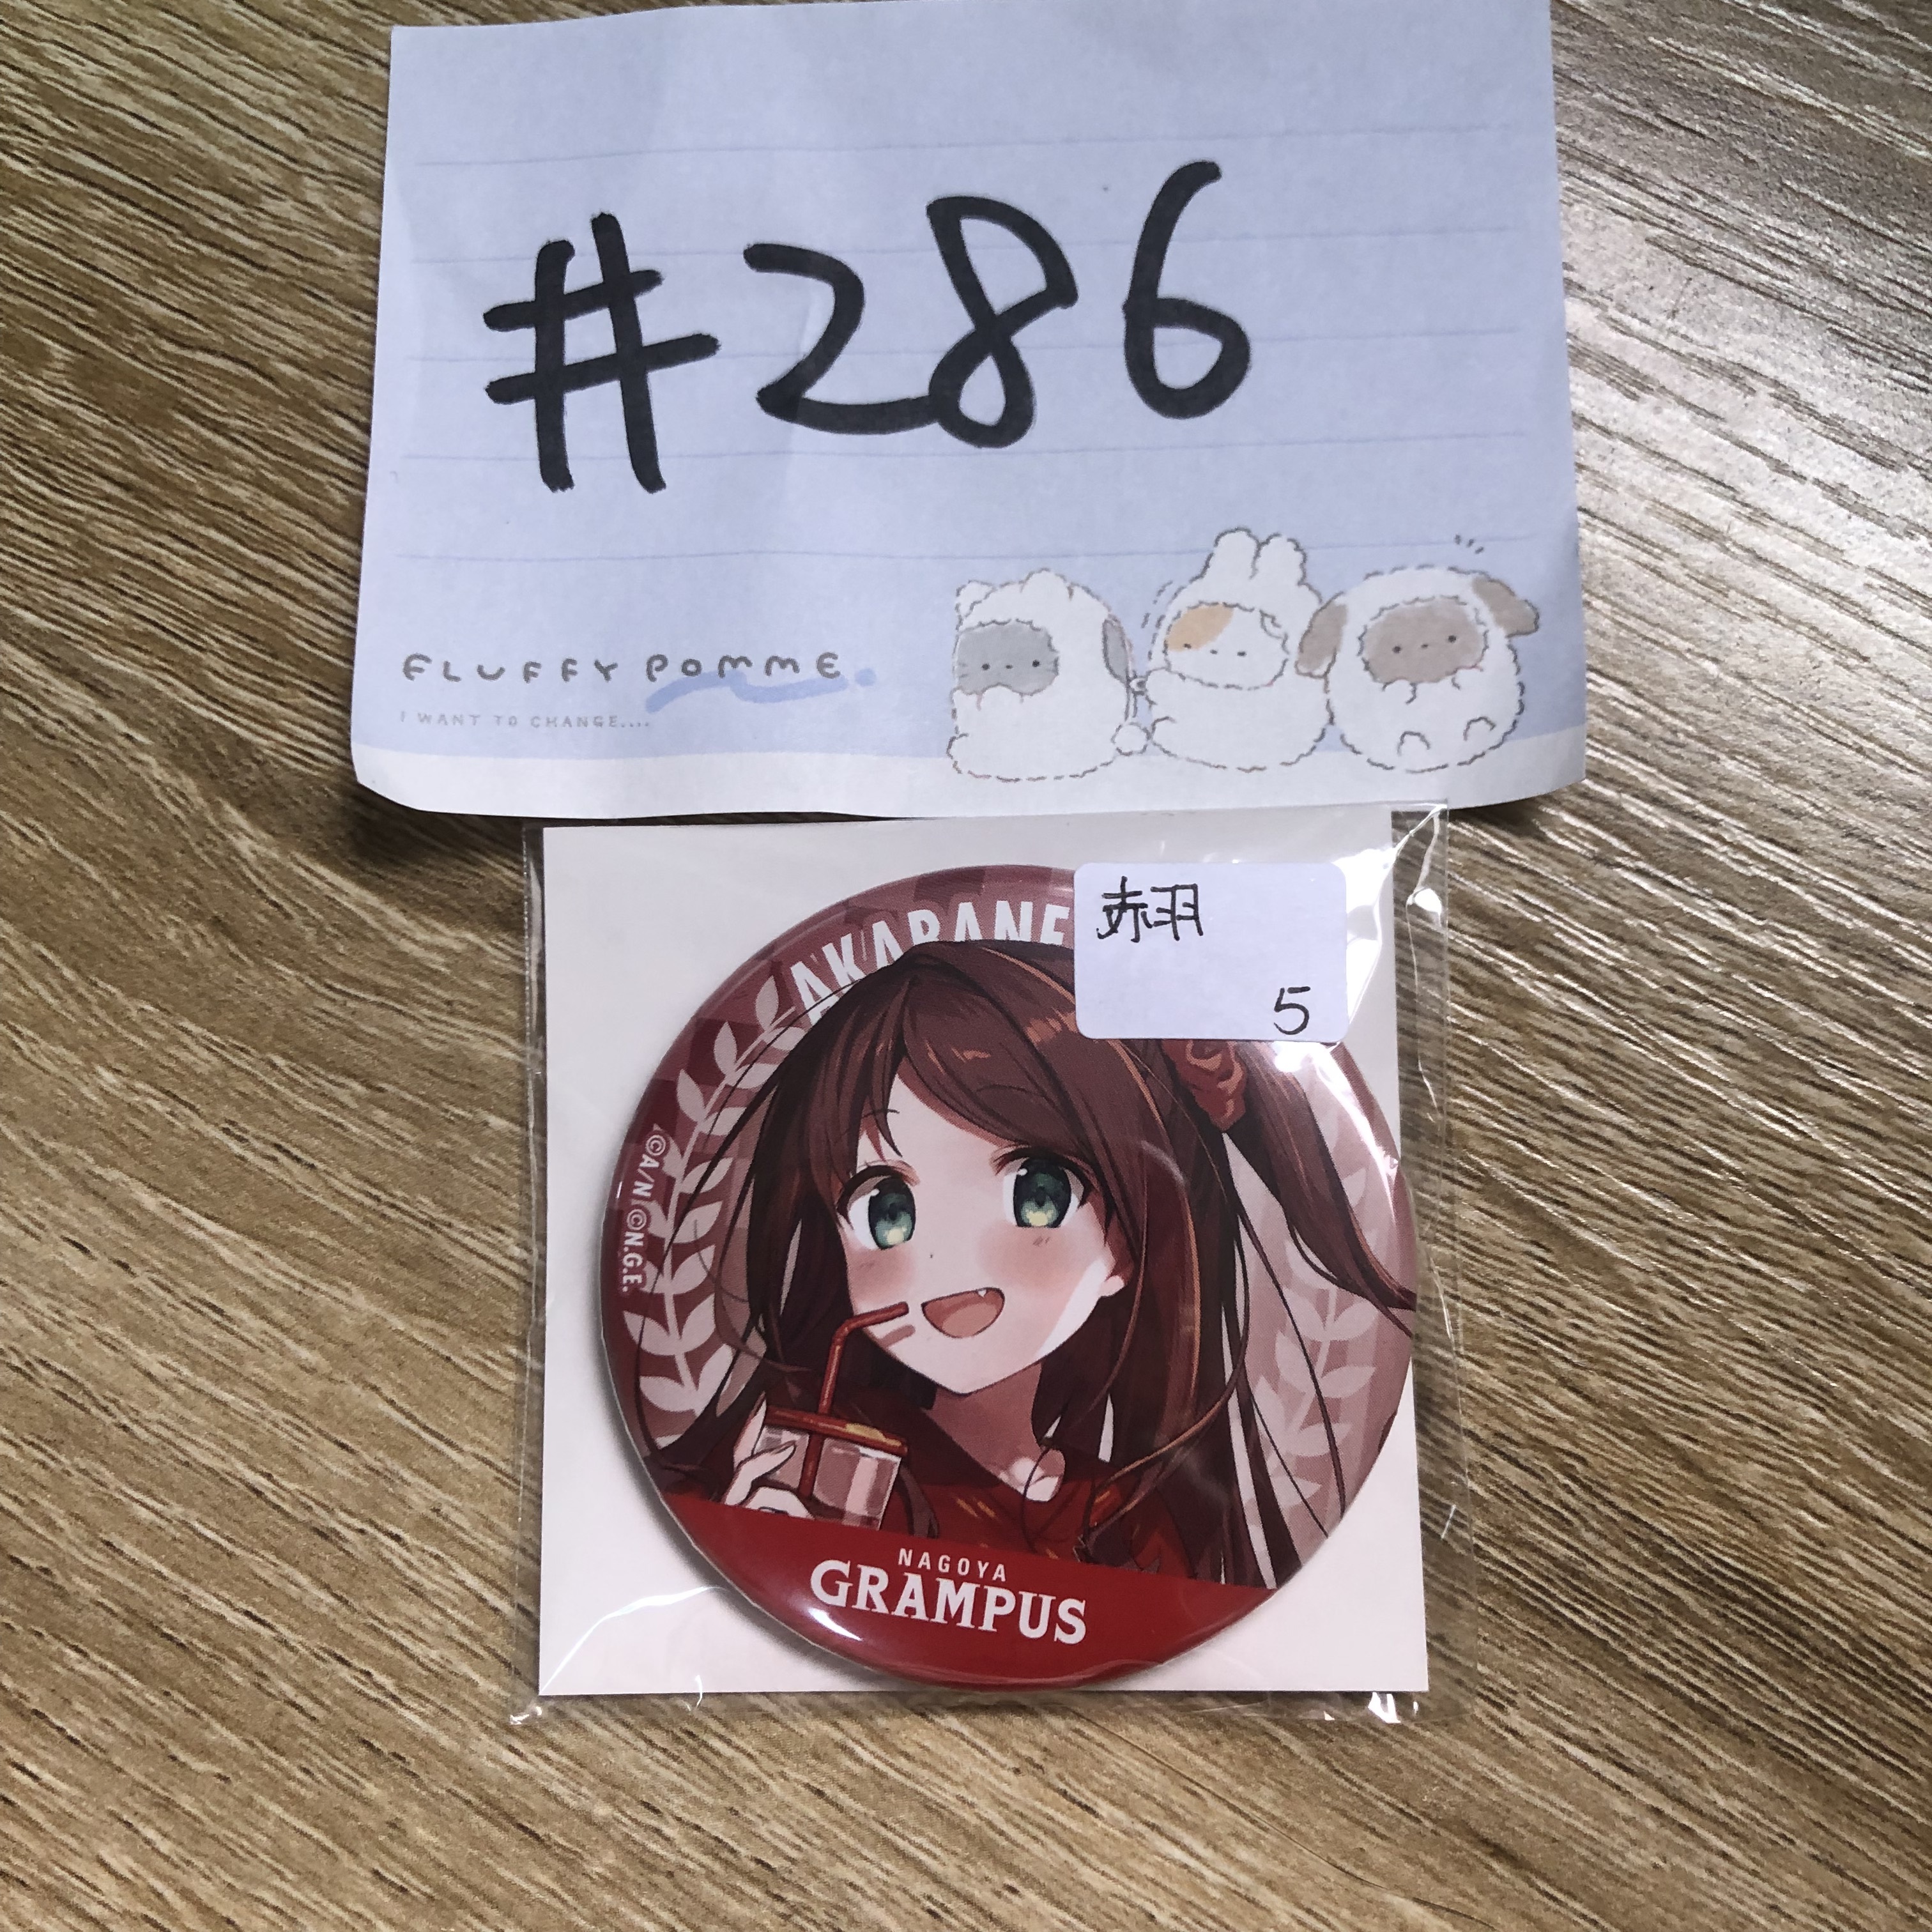 #286
FLUFFY POMME.
I WANT TO CHANGE....
赤羽
5
AKABANE
©A/N ©N.G.E.
NAGOYA
GRAMPUS